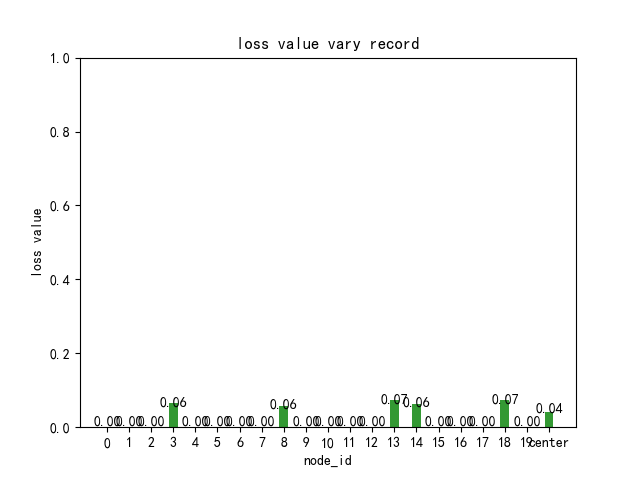 loss value vary record
1.0
0.8
0.6
0.4
0.2
0.0
loss value
0.00 0.00 0.00 0.06 0.00 0.00 0.00 0.00 0.06 0.00 0.00 0.00 0.00 0.07 0.06 0.00 0.00 0.00 0.07 0.00 0.04
0 1 2 3 4 5 6 7 8 9 10 11 12 13 14 15 16 17 18 19 center
node_id